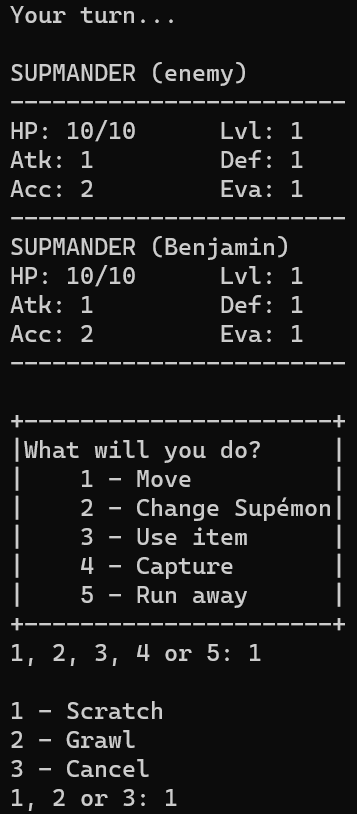 Your turn...
SUPMANDER (enemy)
------------------------
HP: 10/10      Lvl: 1
Atk: 1         Def: 1
Acc: 2         Eva: 1
------------------------
SUPMANDER (Benjamin)
HP: 10/10      Lvl: 1
Atk: 1         Def: 1
Acc: 2         Eva: 1
------------------------
+----------------------+
|What will you do?     |
|    1 - Move          |
|    2 - Change Supémon|
|    3 - Use item      |
|    4 - Capture       |
|    5 - Run away      |
+----------------------+
1, 2, 3, 4 or 5: 1
1 - Scratch
2 - Grawl
3 - Cancel
1, 2 or 3: 1